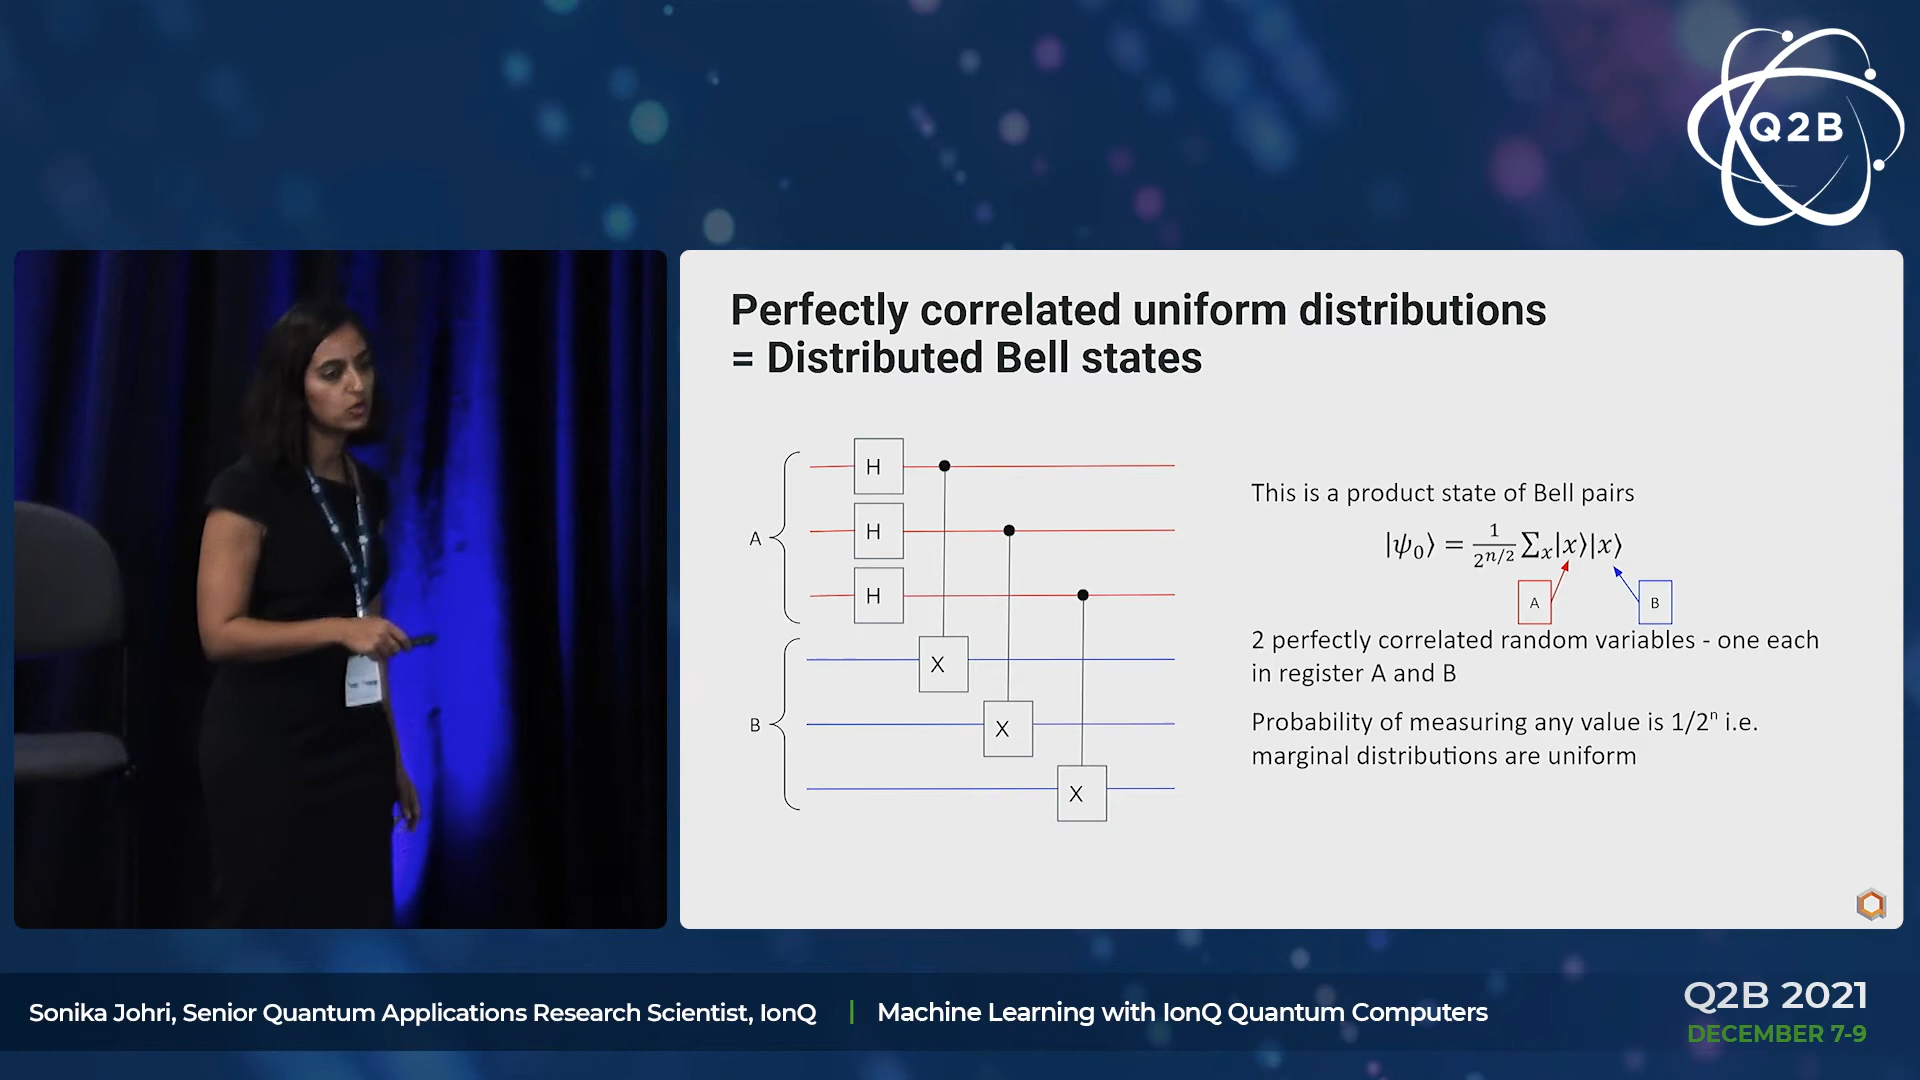 Q2B
Perfectly correlated uniform distributions
= Distributed Bell states
A
H
H
H
B
X
X
X
This is a product state of Bell pairs
|ψ₀⟩ = 1/2^{n/2} ∑ₓ|x⟩|x⟩
A
B
2 perfectly correlated random variables - one each
in register A and B
Probability of measuring any value is 1/2ⁿ i.e.
marginal distributions are uniform
Sonika Johri, Senior Quantum Applications Research Scientist, IonQ | Machine Learning with IonQ Quantum Computers
Q2B 2021
DECEMBER 7-9